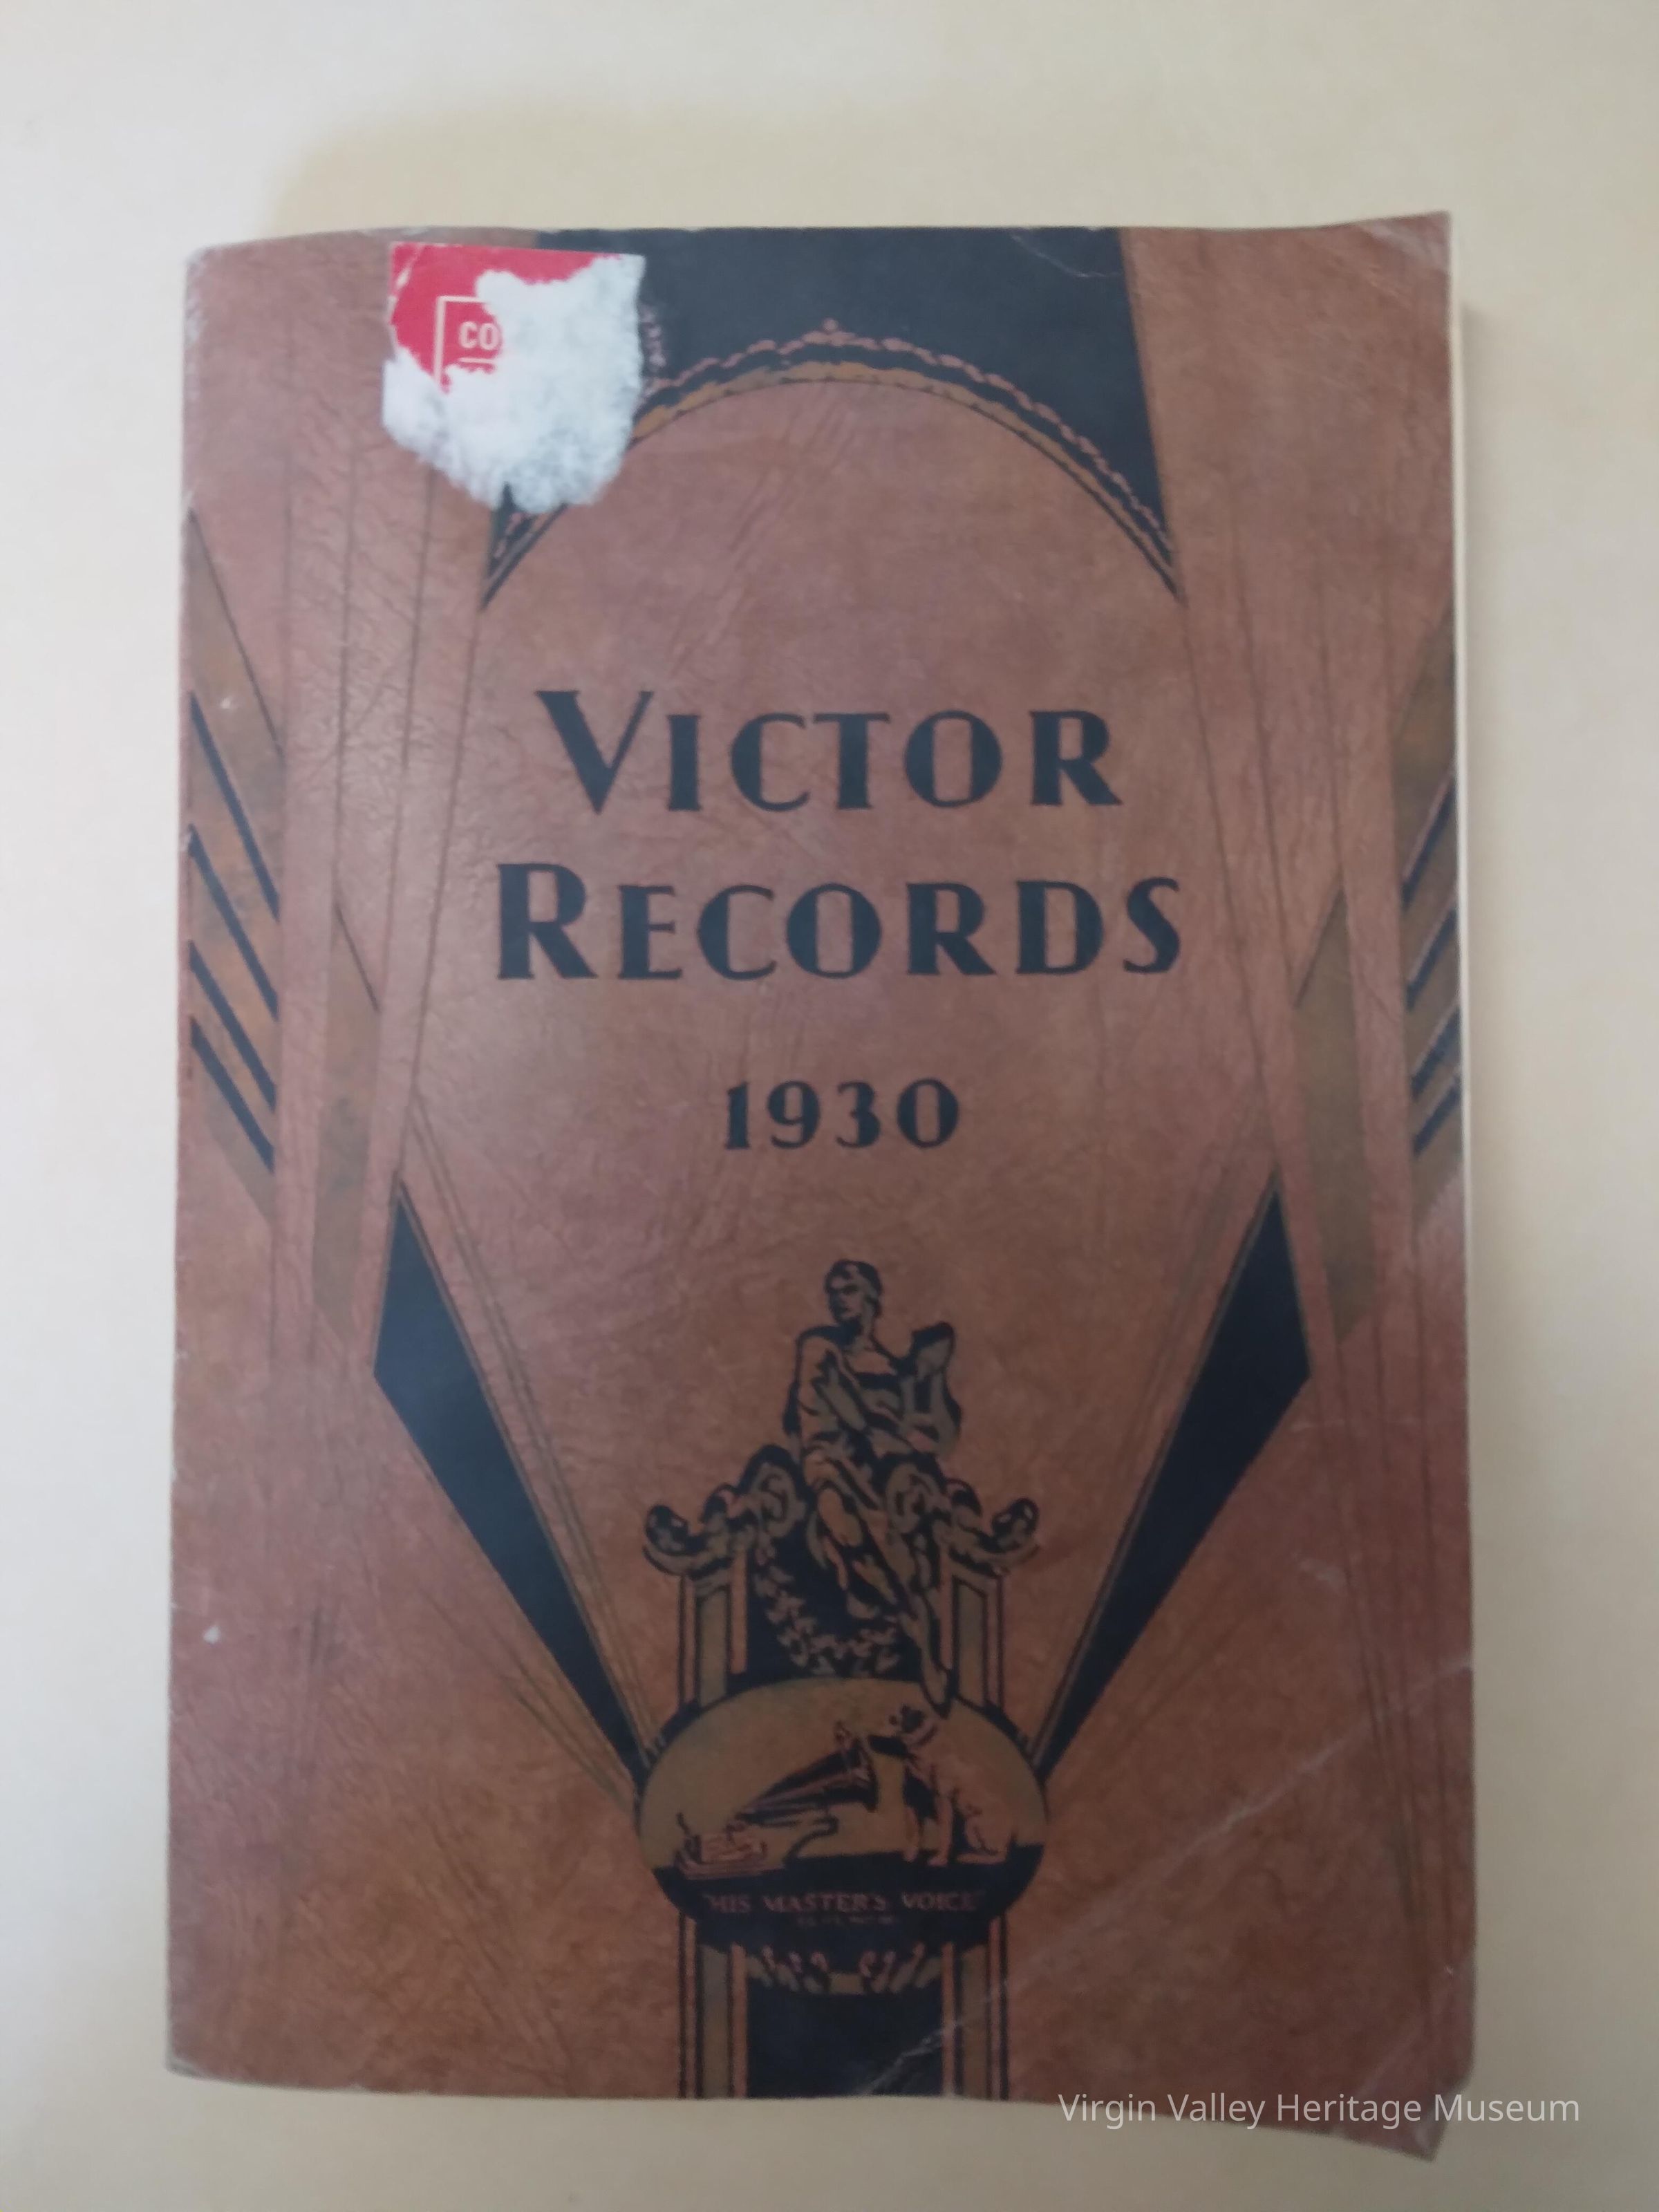 CO
VICTOR
RECORDS
1930
"HIS MASTER'S VOICE"
Virgin Valley Heritage Museum